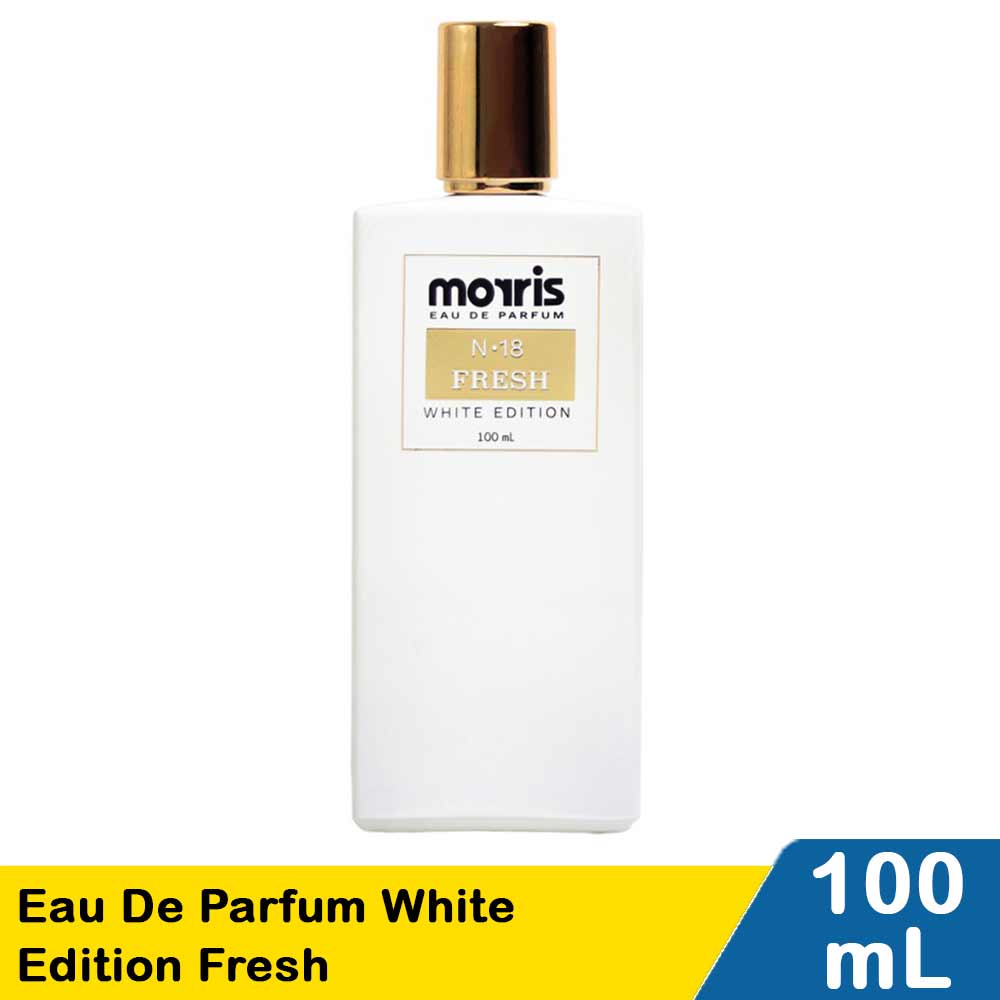 morris
EAU DE PARFUM
N•18
FRESH
WHITE EDITION
100 mL
Eau De Parfum White
Edition Fresh
100
mL